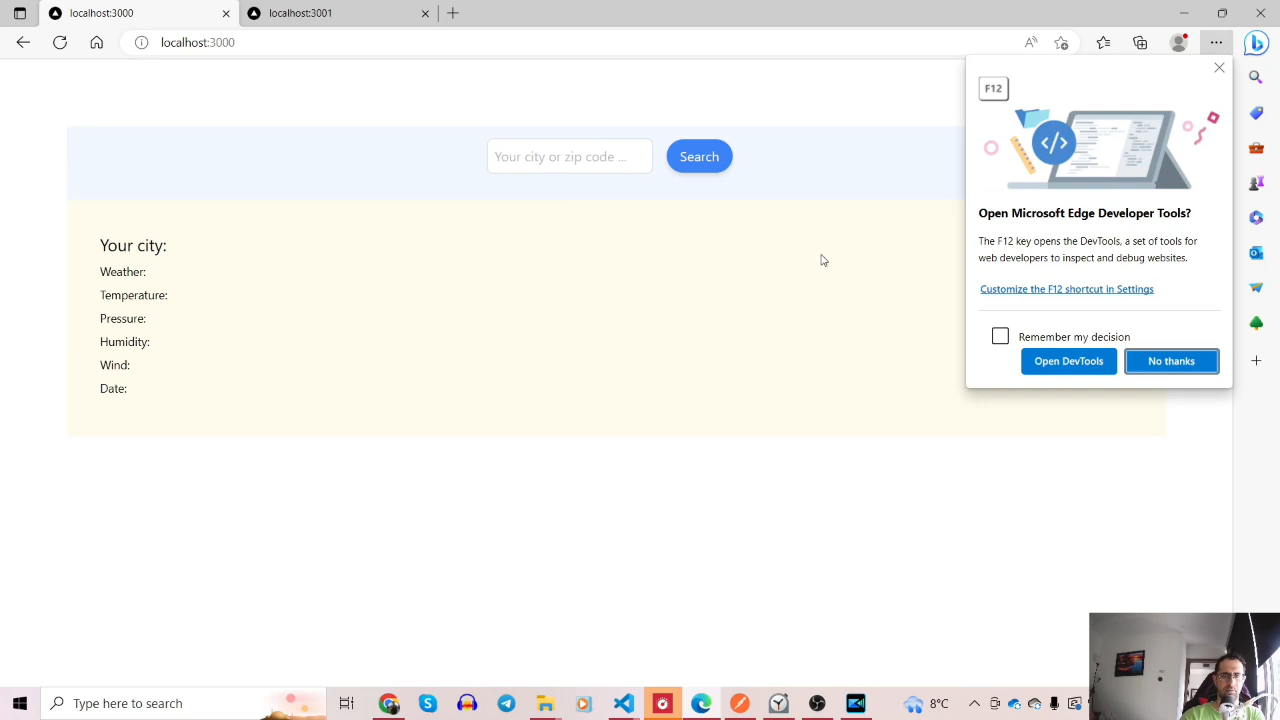 localhost:3000
localhost:3001
localhost:3000
F12
Open Microsoft Edge Developer Tools?
The F12 key opens the DevTools, a set of tools for
web developers to inspect and debug websites.
Customize the F12 shortcut in Settings
Remember my decision
Open DevTools
No thanks
Your city or zip code ...
Search
Your city:
Weather:
Temperature:
Pressure:
Humidity:
Wind:
Date:
Type here to search
8°C